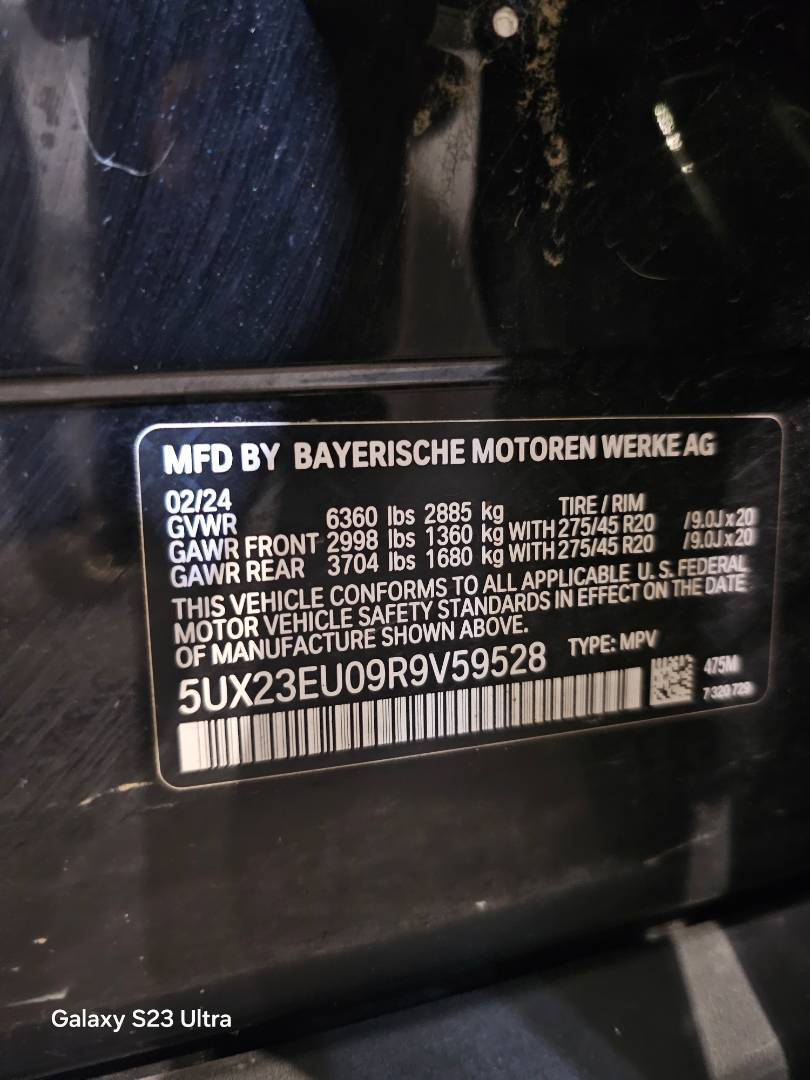 MFD BY BAYERISCHE MOTOREN WERKE AG
02/24 TIRE / RIM
GVWR 6360 lbs 2885 kg
GAWR FRONT 2998 lbs 1360 kg WITH 275/45 R20 /9.0J x 20
GAWR REAR 3704 lbs 1680 kg WITH 275/45 R20 /9.0J x 20
THIS VEHICLE CONFORMS TO ALL APPLICABLE U. S. FEDERAL
MOTOR VEHICLE SAFETY STANDARDS IN EFFECT ON THE DATE
OF MANUFACTURE SHOWN ABOVE.
5UX23EU09R9V59528 TYPE: MPV
475M
7 320 729
Galaxy S23 Ultra